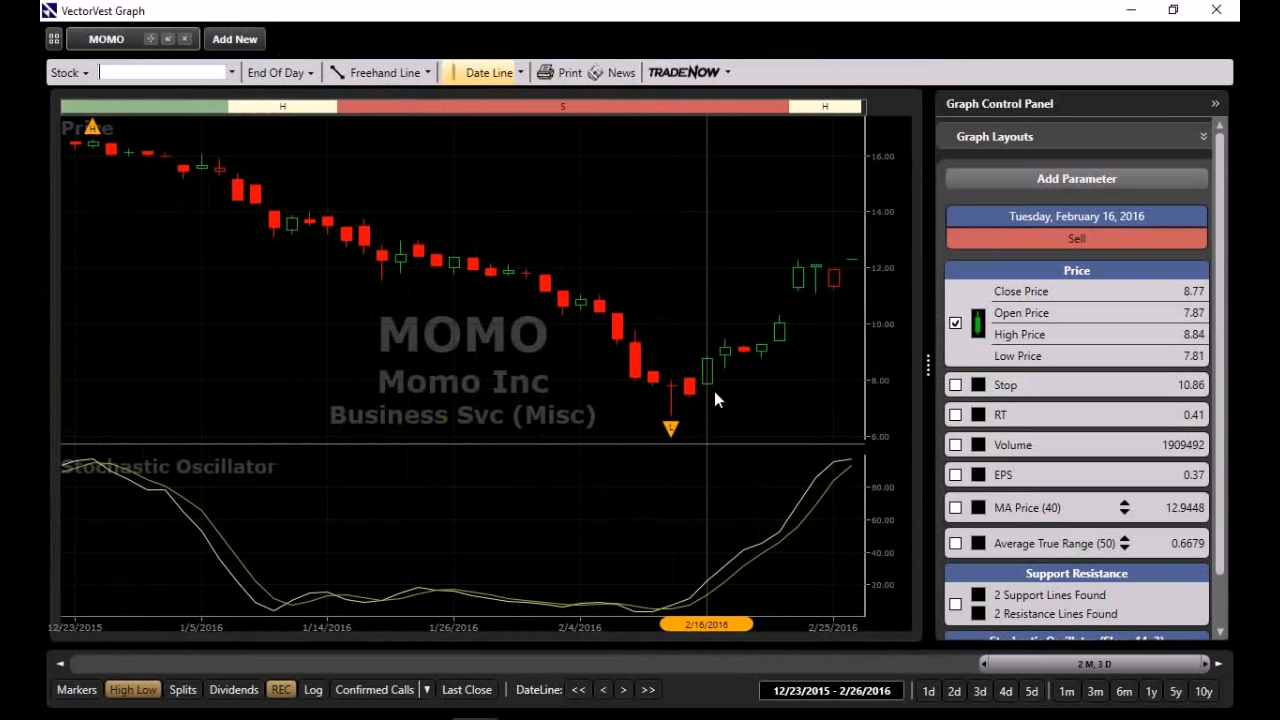 VectorVest Graph
MOMO
Add New
Stock
End Of Day
Freehand Line
Date Line
Print
News
TRADENOW
H
S
H
Price
H
16.00
14.00
12.00
10.00
8.00
6.00
MOMO
Momo Inc
Business Svc (Misc)
L
Stochastic Oscillator
80.00
60.00
40.00
20.00
12/23/2015
1/5/2016
1/14/2016
1/26/2016
2/4/2016
2/16/2016
2/25/2016
Graph Control Panel
Graph Layouts
Add Parameter
Tuesday, February 16, 2016
Sell
Price
Close Price 8.77
Open Price 7.87
High Price 8.84
Low Price 7.81
Stop 10.86
RT 0.41
Volume 1909492
EPS 0.37
MA Price (40) 12.9448
Average True Range (50) 0.6679
Support Resistance
2 Support Lines Found
2 Resistance Lines Found
2 M, 3 D
Markers
High Low
Splits
Dividends
REC
Log
Confirmed Calls
Last Close
DateLine:
<<
<
>
>>
12/23/2015 - 2/26/2016
1d
2d
3d
4d
5d
1m
3m
6m
1y
5y
10y